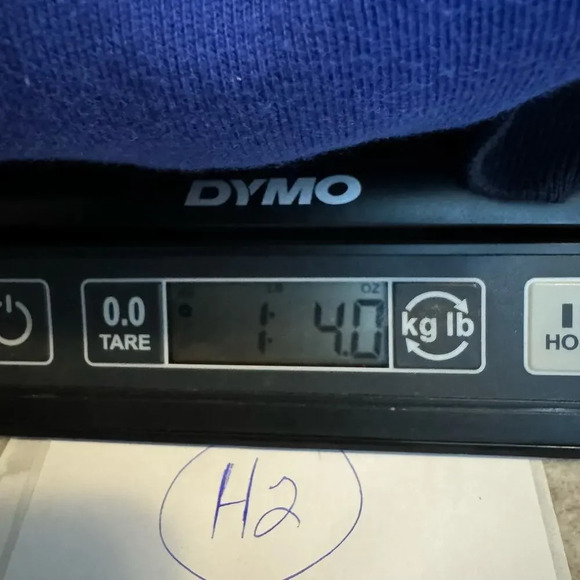 DYMO
LB OZ
0.0 TARE
1 4.0
kg lb
HO
H2